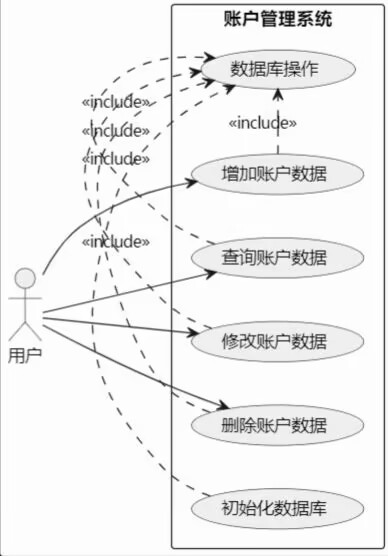 账户管理系统
数据库操作
«include»
«include»
«include»
«include»
增加账户数据
«include»
查询账户数据
用户
修改账户数据
删除账户数据
初始化数据库